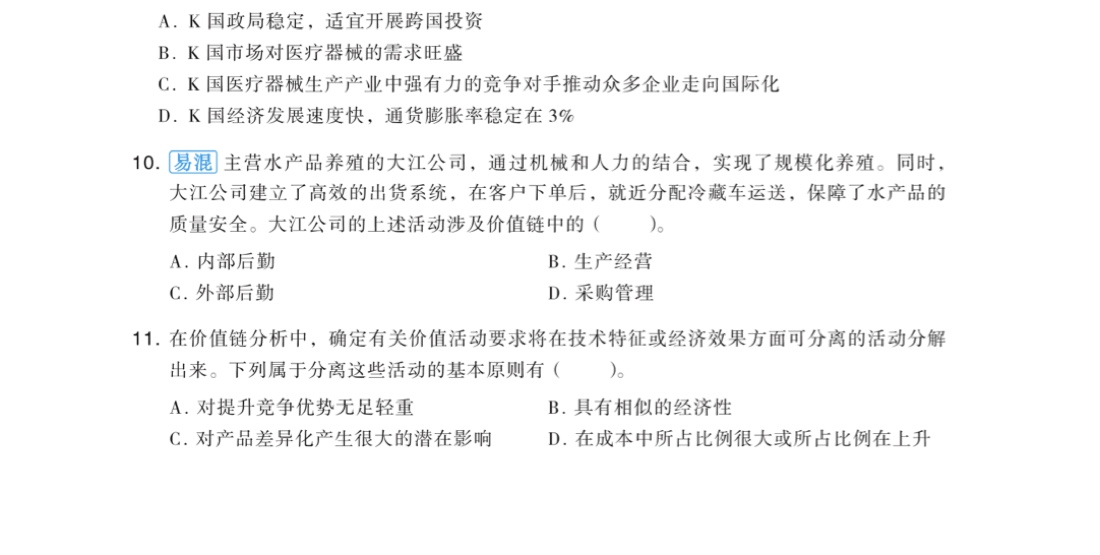 A. K 国政局稳定，适宜开展跨国投资
B. K 国市场对医疗器械的需求旺盛
C. K 国医疗器械生产产业中强有力的竞争对手推动众多企业走向国际化
D. K 国经济发展速度快，通货膨胀率稳定在 3%
10. 易混 主营水产品养殖的大江公司，通过机械和人力的结合，实现了规模化养殖。同时，
大江公司建立了高效的出货系统，在客户下单后，就近分配冷藏车运送，保障了水产品的
质量安全。大江公司的上述活动涉及价值链中的（  ）。
A. 内部后勤 B. 生产经营
C. 外部后勤 D. 采购管理
11. 在价值链分析中，确定有关价值活动要求将在技术特征或经济效果方面可分离的活动分解
出来。下列属于分离这些活动的基本原则有（  ）。
A. 对提升竞争优势无足轻重 B. 具有相似的经济性
C. 对产品差异化产生很大的潜在影响 D. 在成本中所占比例很大或所占比例在上升